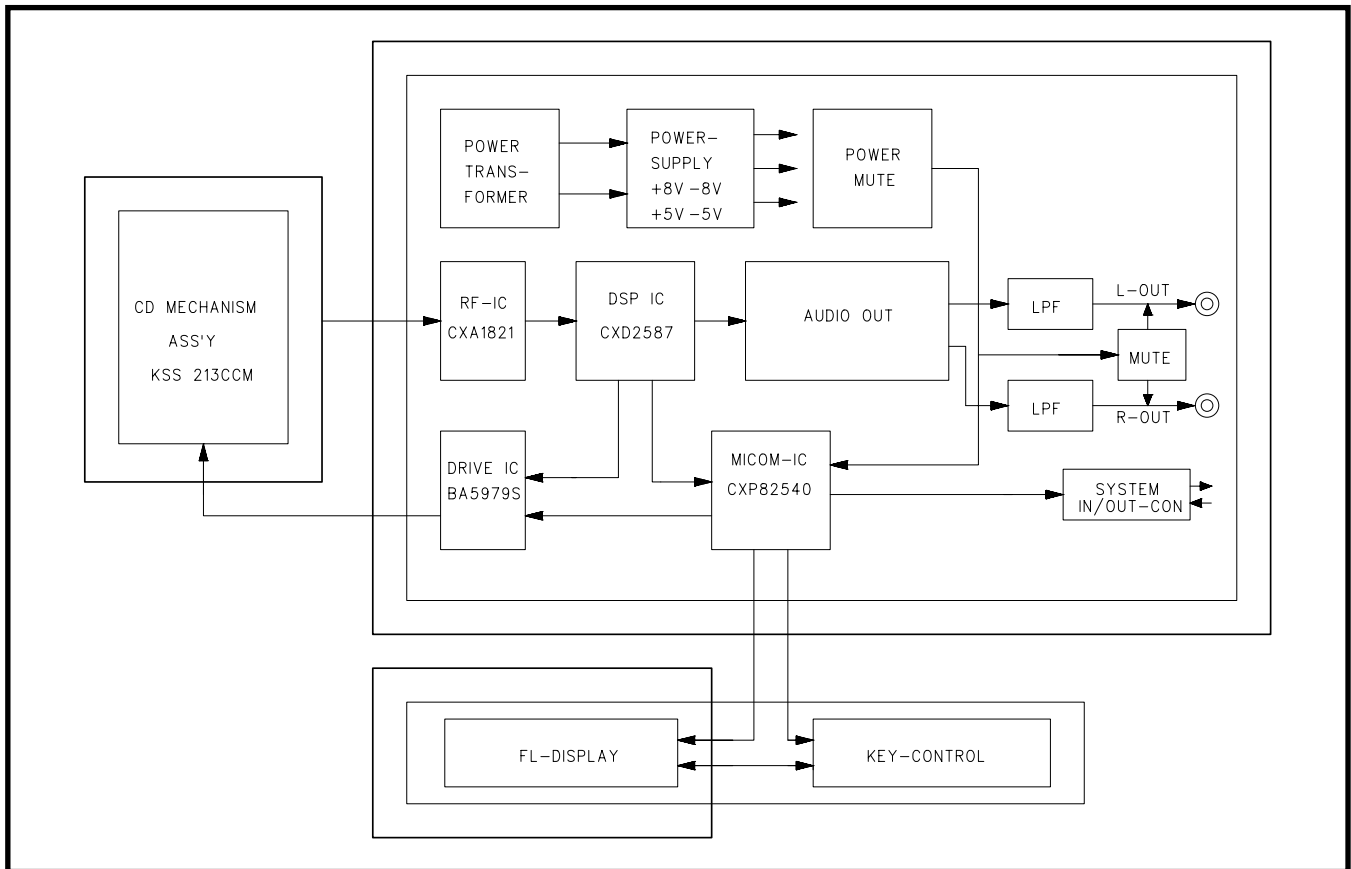 POWER
TRANS-
FORMER
POWER-
SUPPLY
+8V -8V
+5V -5V
POWER
MUTE
CD MECHANISM
ASS'Y
KSS 213CCM
RF-IC
CXA1821
DSP IC
CXD2587
AUDIO OUT
LPF
L-OUT
MUTE
LPF
R-OUT
DRIVE IC
BA5979S
MICOM-IC
CXP82540
SYSTEM
IN/OUT-CON
FL-DISPLAY
KEY-CONTROL